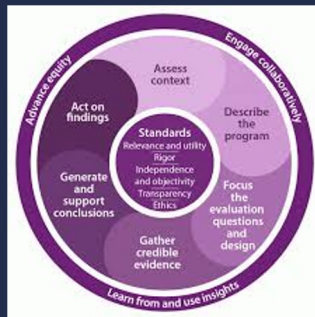 Advance equity
Engage collaboratively
Learn from and use insights
Assess
context
Describe
the
program
Focus
the
evaluation
questions
and
design
Gather
credible
evidence
Generate
and
support
conclusions
Act on
findings
Standards
Relevance and utility
Rigor
Independence
and objectivity
Transparency
Ethics